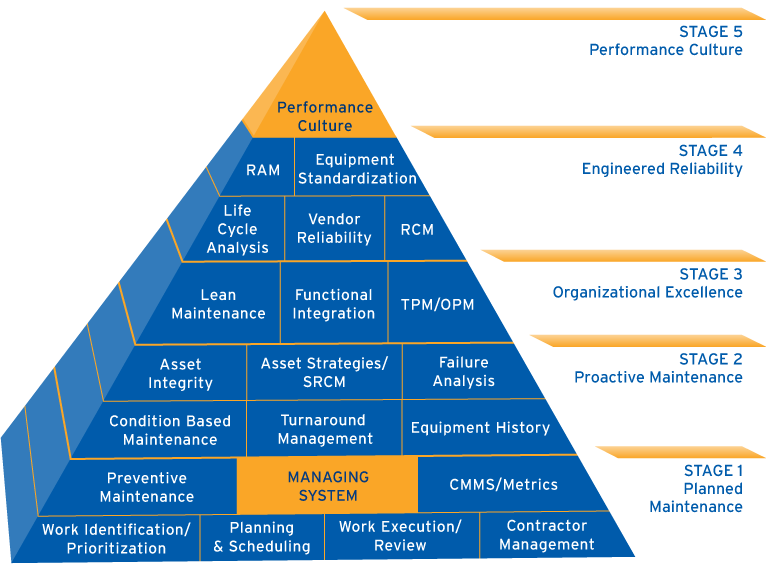 STAGE 5
Performance Culture
Performance
Culture
STAGE 4
Engineered Reliability
RAM
Equipment
Standardization
Life
Cycle
Analysis
Vendor
Reliability
RCM
STAGE 3
Organizational Excellence
Lean
Maintenance
Functional
Integration
TPM/OPM
STAGE 2
Proactive Maintenance
Asset
Integrity
Asset Strategies/
SRCM
Failure
Analysis
Condition Based
Maintenance
Turnaround
Management
Equipment History
STAGE 1
Planned
Maintenance
Preventive
Maintenance
MANAGING
SYSTEM
CMMS/Metrics
Work Identification/
Prioritization
Planning
& Scheduling
Work Execution/
Review
Contractor
Management